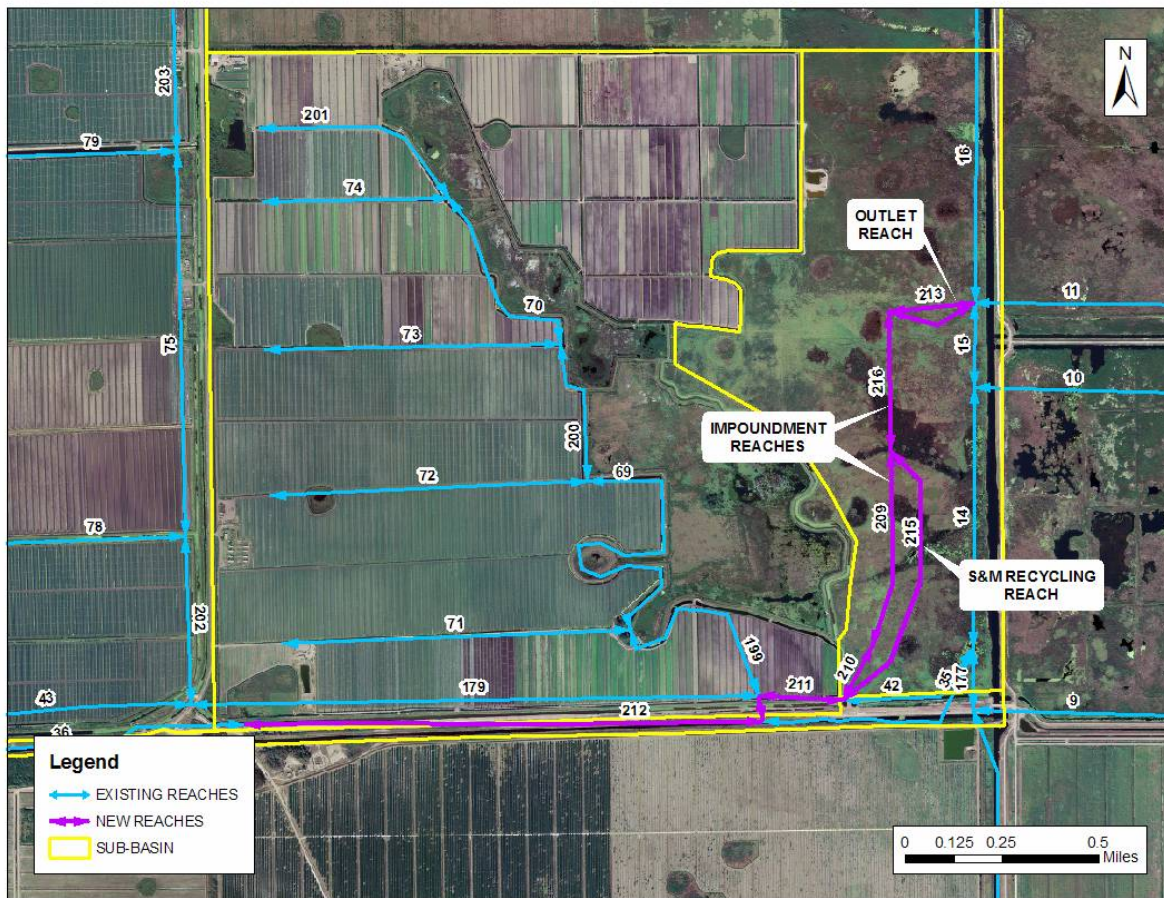 N
203
201
79
16
74
OUTLET
REACH
213
11
70
73
75
15
10
216
IMPOUNDMENT
REACHES
200
69
72
209
215
14
78
S&M RECYCLING
REACH
202
71
199
210
35
177
43
179
211
42
9
212
36
Legend
EXISTING REACHES
NEW REACHES
SUB-BASIN
0 0.125 0.25 0.5
Miles